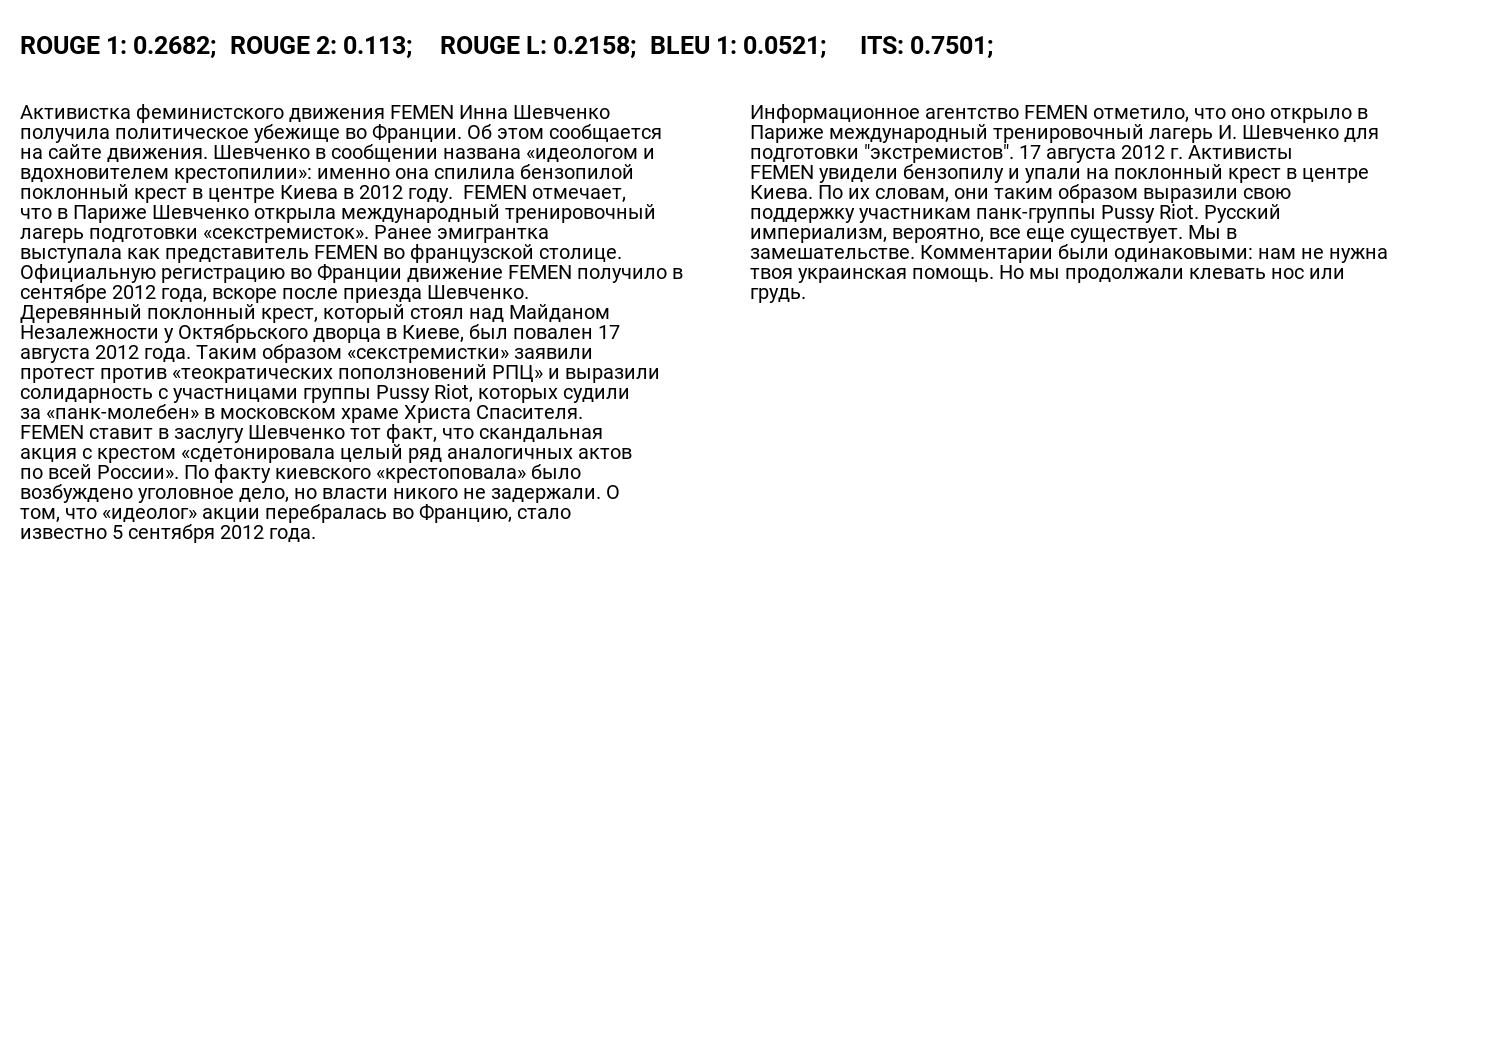 ROUGE 1: 0.2682; ROUGE 2: 0.113; ROUGE L: 0.2158; BLEU 1: 0.0521; ITS: 0.7501;
Активистка феминистского движения FEMEN Инна Шевченко
получила политическое убежище во Франции. Об этом сообщается
на сайте движения. Шевченко в сообщении названа «идеологом и
вдохновителем крестопилии»: именно она спилила бензопилой
поклонный крест в центре Киева в 2012 году.  FEMEN отмечает,
что в Париже Шевченко открыла международный тренировочный
лагерь подготовки «секстремисток». Ранее эмигрантка
выступала как представитель FEMEN во французской столице.
Официальную регистрацию во Франции движение FEMEN получило в
сентябре 2012 года, вскоре после приезда Шевченко.
Деревянный поклонный крест, который стоял над Майданом
Незалежности у Октябрьского дворца в Киеве, был повален 17
августа 2012 года. Таким образом «секстремистки» заявили
протест против «теократических поползновений РПЦ» и выразили
солидарность с участницами группы Pussy Riot, которых судили
за «панк-молебен» в московском храме Христа Спасителя.
FEMEN ставит в заслугу Шевченко тот факт, что скандальная
акция с крестом «сдетонировала целый ряд аналогичных актов
по всей России». По факту киевского «крестоповала» было
возбуждено уголовное дело, но власти никого не задержали. О
том, что «идеолог» акции перебралась во Францию, стало
известно 5 сентября 2012 года.
Информационное агентство FEMEN отметило, что оно открыло в
Париже международный тренировочный лагерь И. Шевченко для
подготовки "экстремистов". 17 августа 2012 г. Активисты
FEMEN увидели бензопилу и упали на поклонный крест в центре
Киева. По их словам, они таким образом выразили свою
поддержку участникам панк-группы Pussy Riot. Русский
империализм, вероятно, все еще существует. Мы в
замешательстве. Комментарии были одинаковыми: нам не нужна
твоя украинская помощь. Но мы продолжали клевать нос или
грудь.